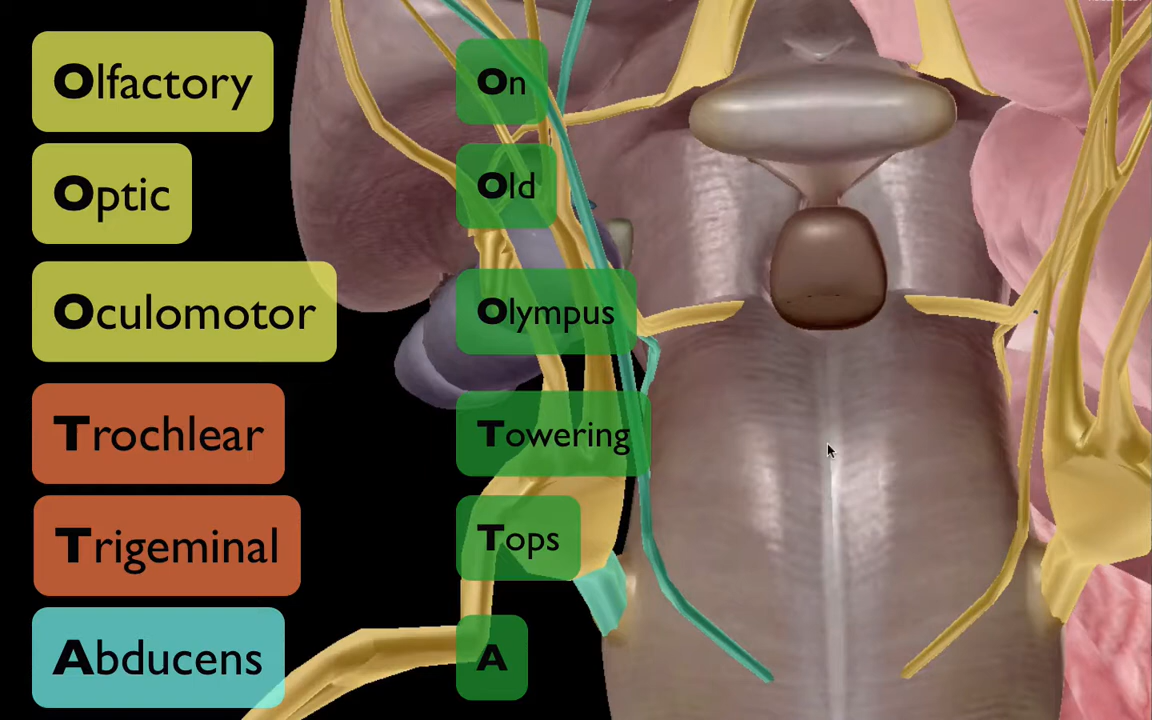 Olfactory
On
Optic
Old
Oculomotor
Olympus
Trochlear
Towering
Trigeminal
Tops
Abducens
A